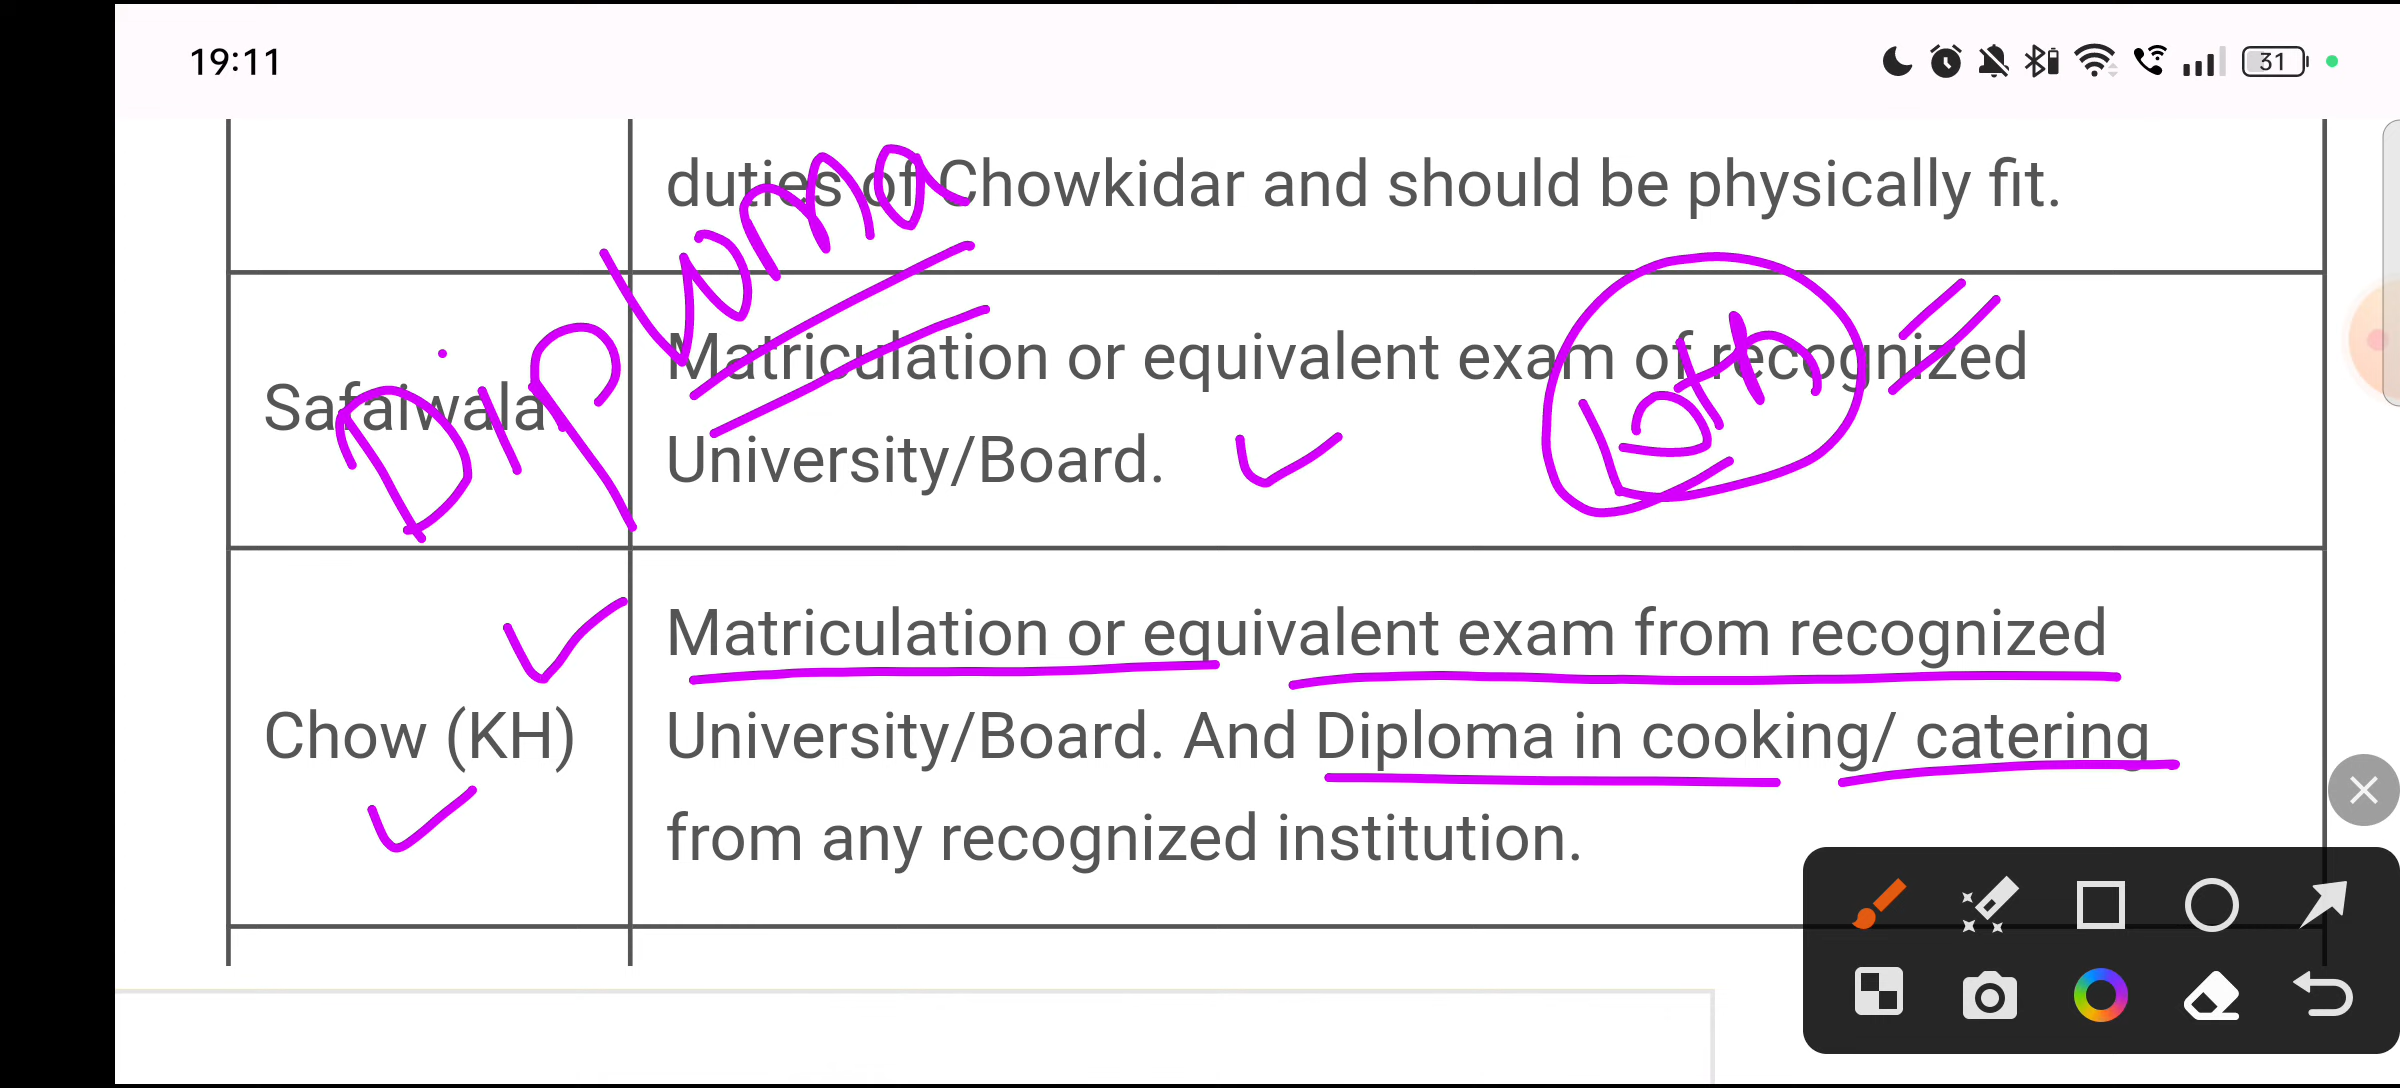 19:11
31
duties of Chowkidar and should be physically fit.
Diploma
Safaiwala
Matriculation or equivalent exam of recognized
University/Board.
10th
Chow (KH)
Matriculation or equivalent exam from recognized
University/Board. And Diploma in cooking/ catering
from any recognized institution.